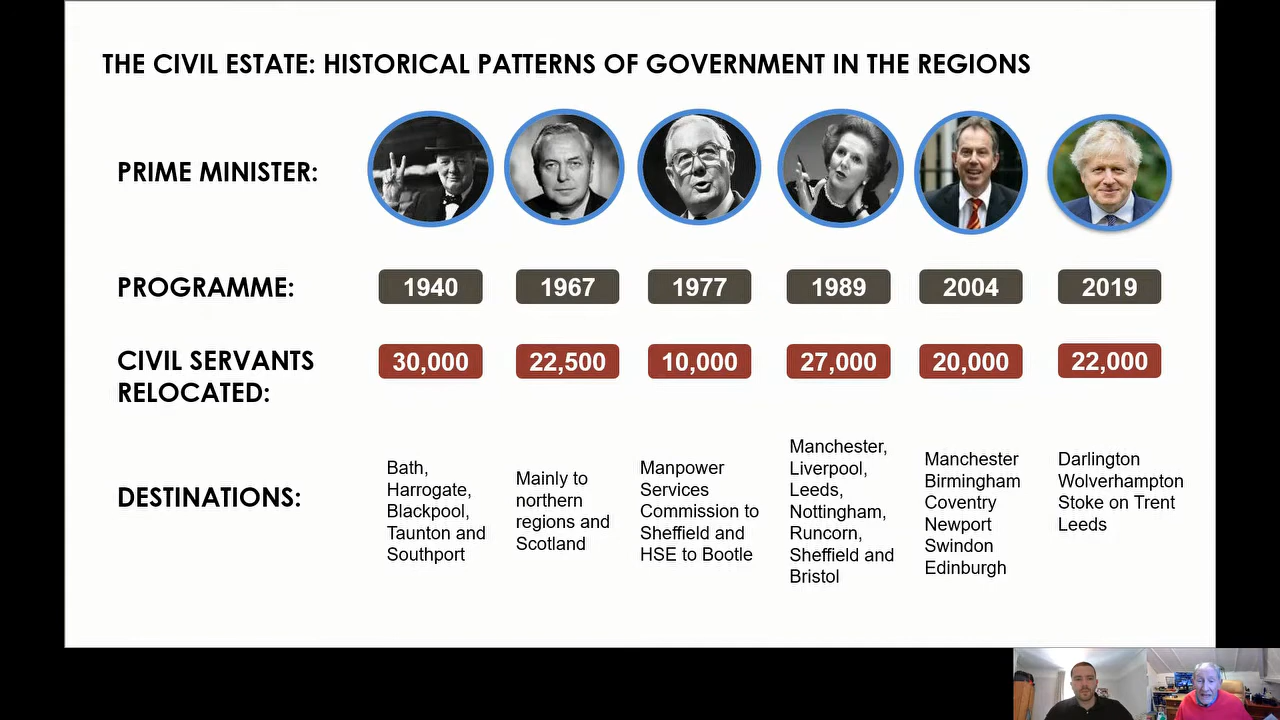 THE CIVIL ESTATE: HISTORICAL PATTERNS OF GOVERNMENT IN THE REGIONS
PRIME MINISTER:
PROGRAMME:
1940
1967
1977
1989
2004
2019
CIVIL SERVANTS
RELOCATED:
30,000
22,500
10,000
27,000
20,000
22,000
DESTINATIONS:
Bath,
Harrogate,
Blackpool,
Taunton and
Southport
Mainly to
northern
regions and
Scotland
Manpower
Services
Commission to
Sheffield and
HSE to Bootle
Manchester,
Liverpool,
Leeds,
Nottingham,
Runcorn,
Sheffield and
Bristol
Manchester
Birmingham
Coventry
Newport
Swindon
Edinburgh
Darlington
Wolverhampton
Stoke on Trent
Leeds